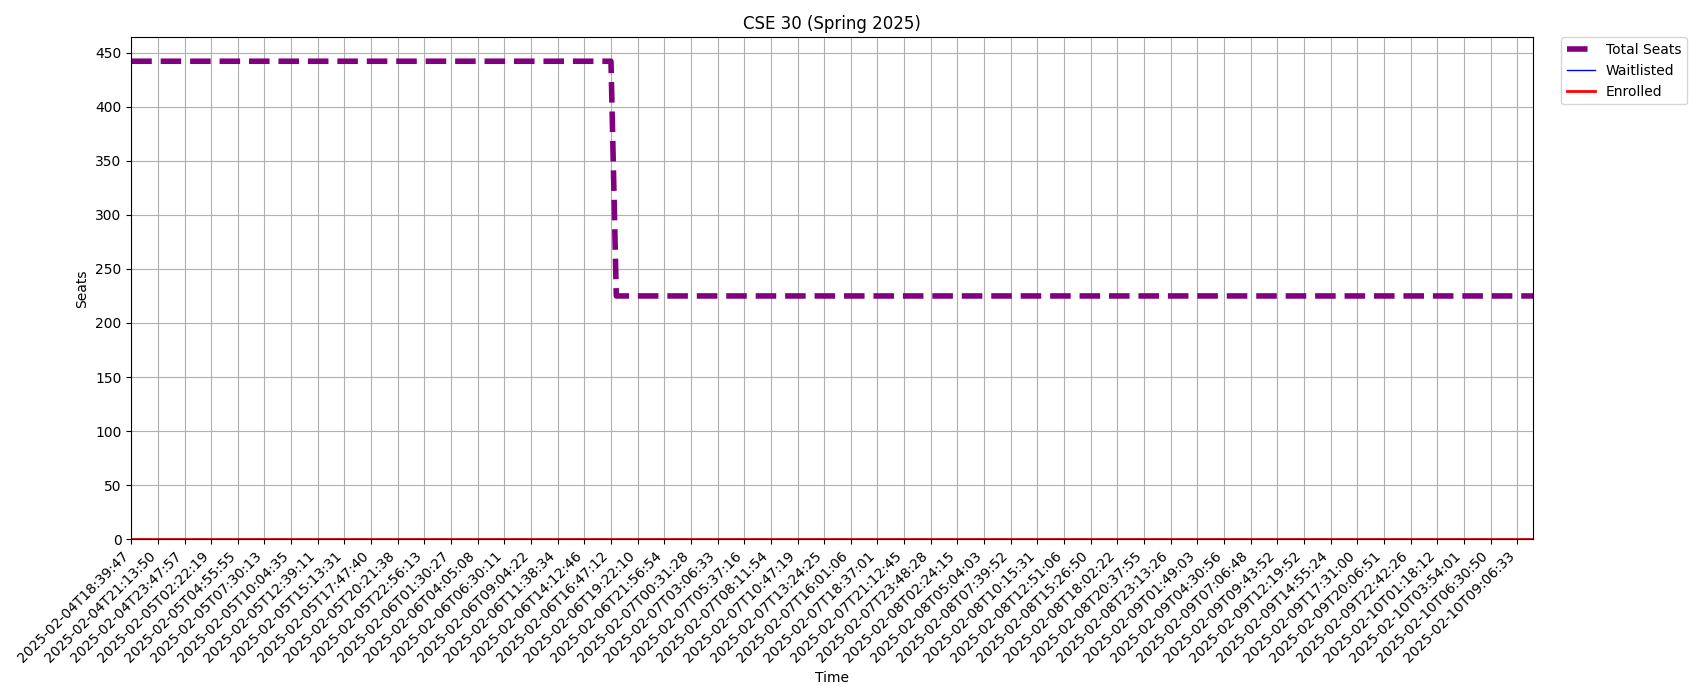 CSE 30 (Spring 2025)
Total Seats
Waitlisted
Enrolled
450
400
350
300
250
200
150
100
50
0
Seats
2025-02-04T18:39:47
2025-02-04T21:13:50
2025-02-04T23:47:57
2025-02-05T02:22:19
2025-02-05T04:55:55
2025-02-05T07:30:13
2025-02-05T10:04:35
2025-02-05T12:39:11
2025-02-05T15:13:31
2025-02-05T17:47:40
2025-02-05T20:21:38
2025-02-05T22:56:13
2025-02-06T01:30:27
2025-02-06T04:05:08
2025-02-06T06:30:11
2025-02-06T09:04:22
2025-02-06T11:38:34
2025-02-06T14:12:46
2025-02-06T16:47:12
2025-02-06T19:22:10
2025-02-06T21:56:54
2025-02-07T00:31:28
2025-02-07T03:06:33
2025-02-07T05:37:16
2025-02-07T08:11:54
2025-02-07T10:47:19
2025-02-07T13:24:25
2025-02-07T16:01:06
2025-02-07T18:37:01
2025-02-07T21:12:45
2025-02-07T23:48:28
2025-02-08T02:24:15
2025-02-08T05:04:03
2025-02-08T07:39:52
2025-02-08T10:15:31
2025-02-08T12:51:06
2025-02-08T15:26:50
2025-02-08T18:02:22
2025-02-08T20:37:55
2025-02-08T23:13:26
2025-02-09T01:49:03
2025-02-09T04:30:56
2025-02-09T07:06:48
2025-02-09T09:43:52
2025-02-09T12:19:52
2025-02-09T14:55:24
2025-02-09T17:31:00
2025-02-09T20:06:51
2025-02-09T22:42:26
2025-02-10T01:18:12
2025-02-10T03:54:01
2025-02-10T06:30:50
2025-02-10T09:06:33
Time